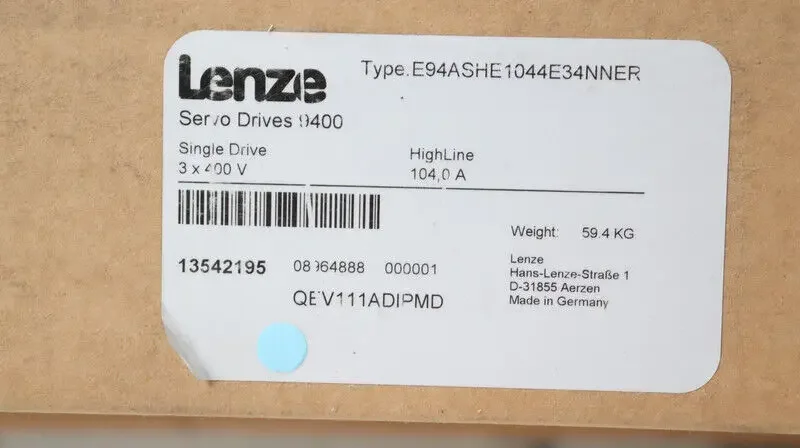 Lenze
Type.E94ASHE1044E34NNER
Servo Drives 9400
Single Drive
HighLine
3 x 400 V
104,0 A
Weight: 59.4 KG
13542195 000001
Lenze
Hans-Lenze-Straße 1
D-31855 Aerzen
Made in Germany